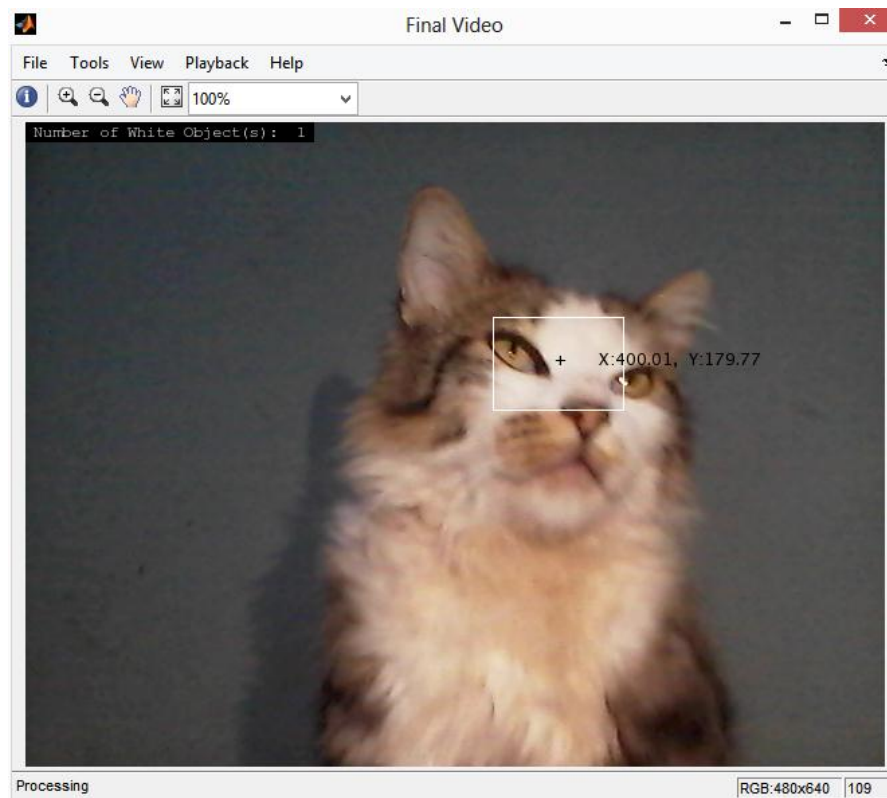 Final Video
File Tools View Playback Help
100%
Number of White Object(s): 1
X:400.01, Y:179.77
Processing
RGB:480x640 109